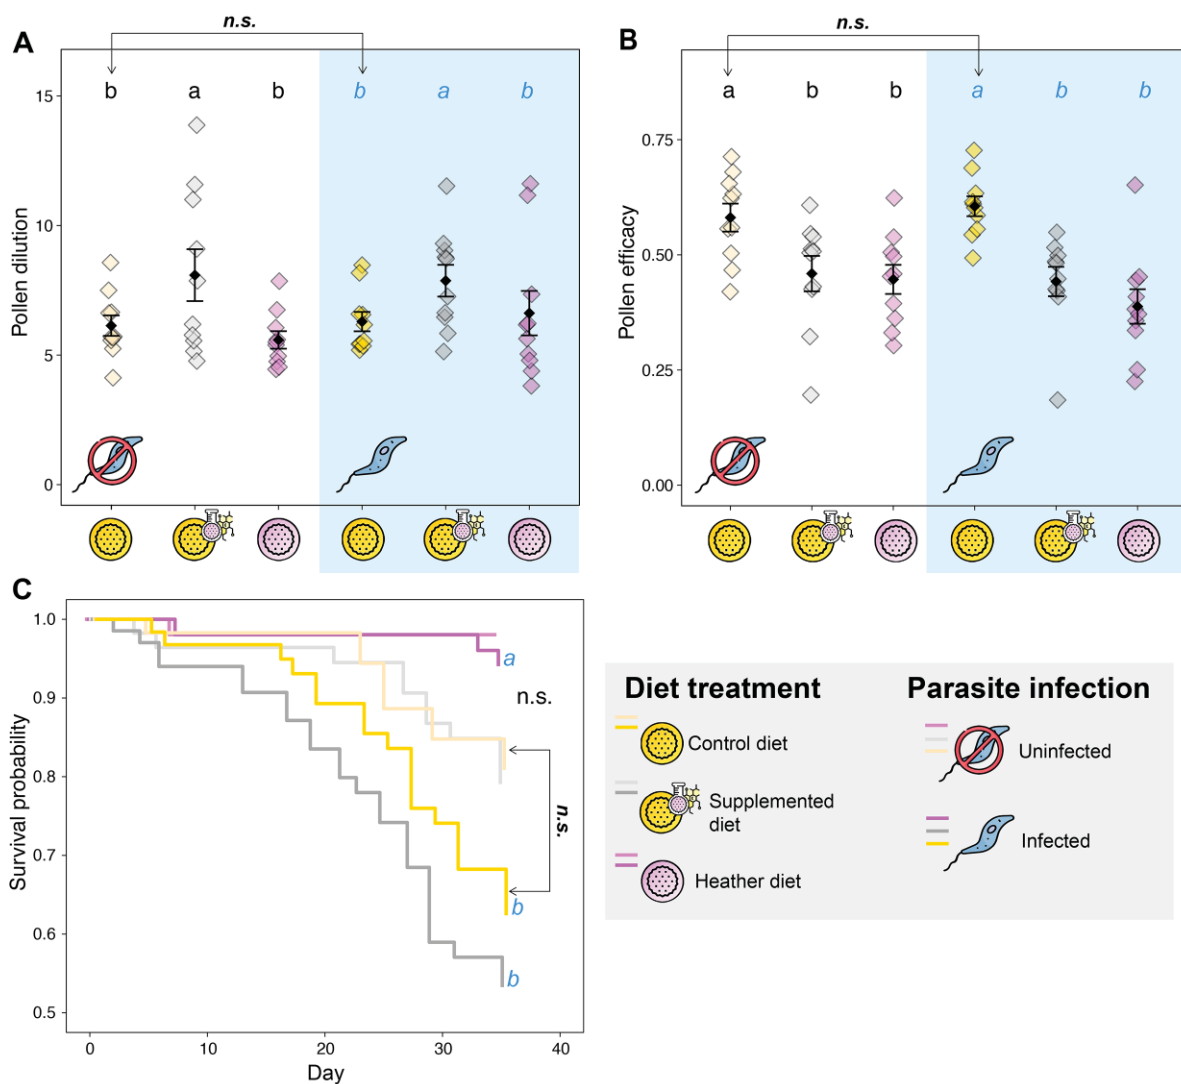 A
n.s.
b a b b a b
Pollen dilution
15
10
5
0
B
n.s.
a b b a b b
Pollen efficacy
0.75
0.50
0.25
0.00
C
Survival probability
1.0
0.9
0.8
0.7
0.6
0.5
a
n.s.
n.s.
b
b
0 10 20 30 40
Day
Diet treatment
Control diet
Supplemented
diet
Heather diet
Parasite infection
Uninfected
Infected